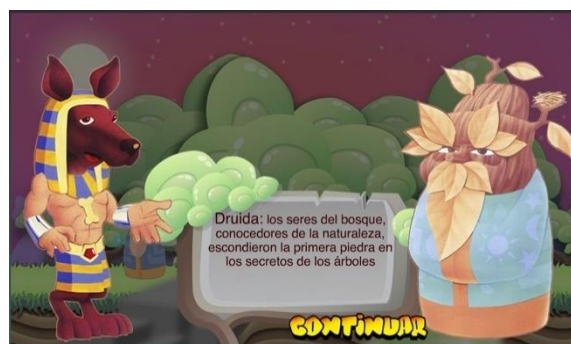 Druida: los seres del bosque,
conocedores de la naturaleza,
escondieron la primera piedra en
los secretos de los árboles
CONTINUAR